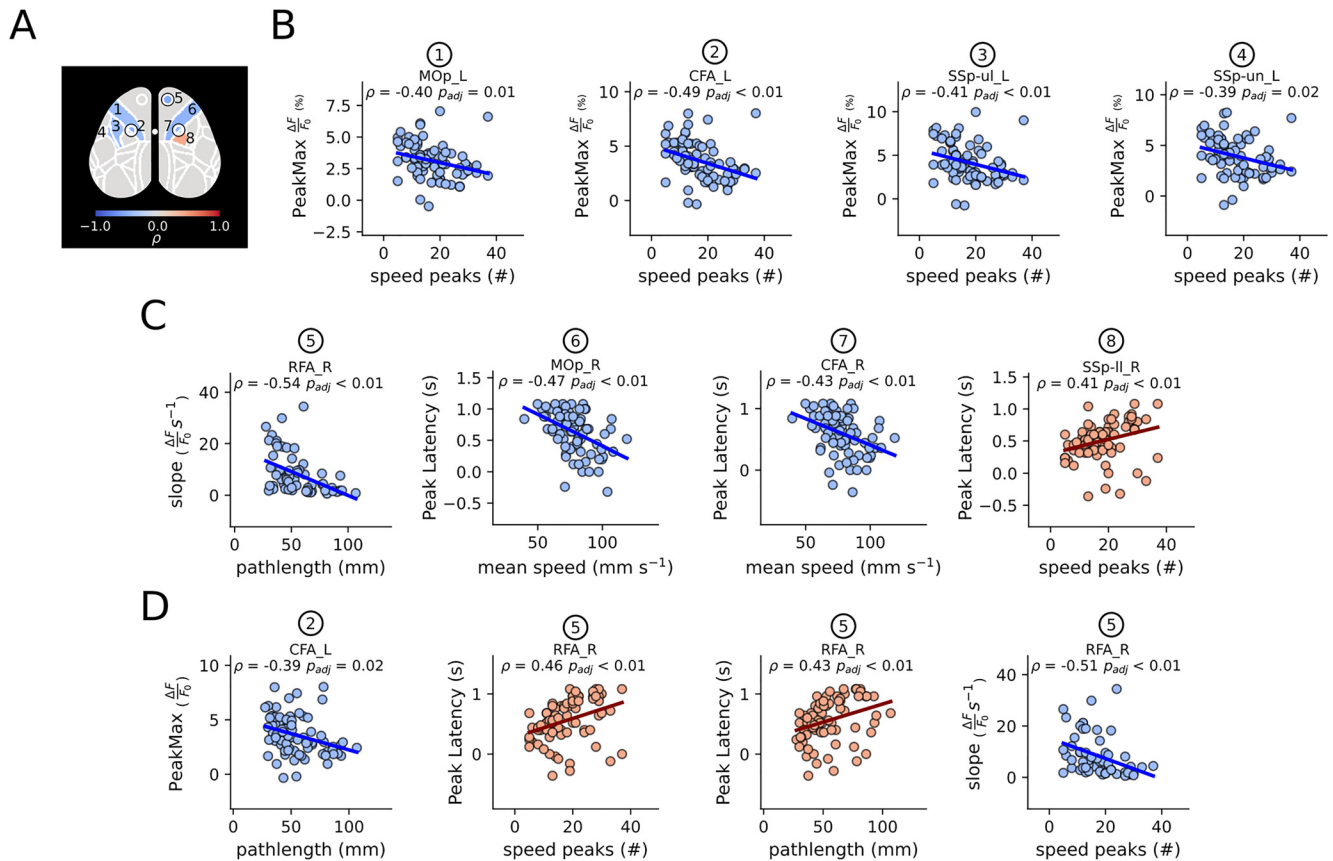 A
B
1 2 3 4 5 6 7 8
−1.0 0.0 1.0
ρ
1
MOp_L
ρ = -0.40 p_adj = 0.01
PeakMax ΔF/F₀ (%)
7.5
5.0
2.5
0.0
−2.5
0 20 40
speed peaks (#)
2
CFA_L
ρ = -0.49 p_adj < 0.01
PeakMax ΔF/F₀ (%)
10
5
0
0 20 40
speed peaks (#)
3
SSp-ul_L
ρ = -0.41 p_adj < 0.01
PeakMax ΔF/F₀ (%)
10
5
0
0 20 40
speed peaks (#)
4
SSp-un_L
ρ = -0.39 p_adj = 0.02
PeakMax ΔF/F₀ (%)
10
5
0
0 20 40
speed peaks (#)
C
5
RFA_R
ρ = -0.54 p_adj < 0.01
slope (ΔF/F₀ s⁻¹)
40
20
0
0 50 100
pathlength (mm)
6
MOp_R
ρ = -0.47 p_adj < 0.01
Peak Latency (s)
1.5
1.0
0.5
0.0
−0.5
50 100
mean speed (mm s⁻¹)
7
CFA_R
ρ = -0.43 p_adj < 0.01
Peak Latency (s)
1
0
50 100
mean speed (mm s⁻¹)
8
SSp-ll_R
ρ = 0.41 p_adj < 0.01
Peak Latency (s)
1.5
1.0
0.5
0.0
−0.5
0 20 40
speed peaks (#)
D
2
CFA_L
ρ = -0.39 p_adj = 0.02
PeakMax (ΔF/F₀)
10
5
0
0 50 100
pathlength (mm)
5
RFA_R
ρ = 0.46 p_adj < 0.01
Peak Latency (s)
1
0
0 20 40
speed peaks (#)
5
RFA_R
ρ = 0.43 p_adj < 0.01
Peak Latency (s)
1
0
0 50 100
pathlength (mm)
5
RFA_R
ρ = -0.51 p_adj < 0.01
slope (ΔF/F₀ s⁻¹)
40
20
0
0 20 40
speed peaks (#)